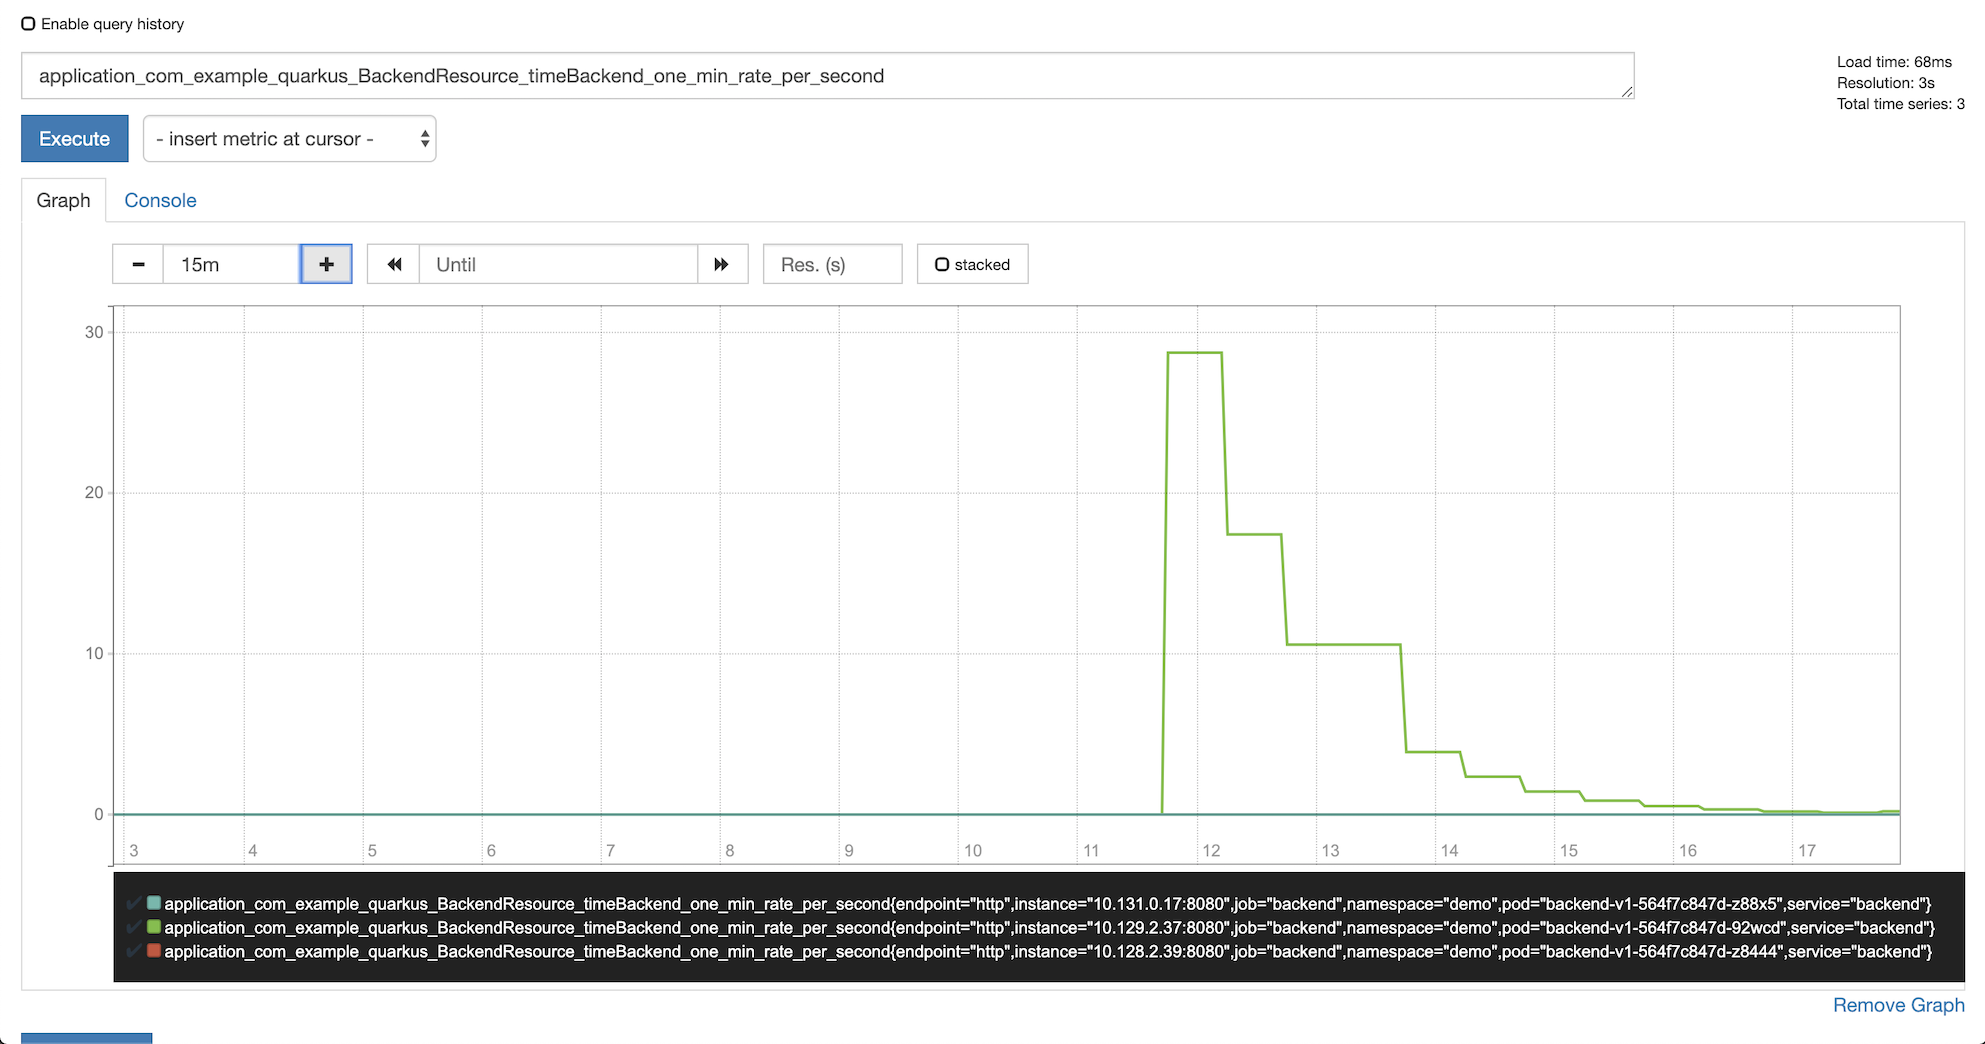 Enable query history
application_com_example_quarkus_BackendResource_timeBackend_one_min_rate_per_second
Load time: 68ms
Resolution: 3s
Total time series: 3
Execute
- insert metric at cursor -
Graph
Console
15m
Until
Res. (s)
stacked
30
20
10
0
3 4 5 6 7 8 9 10 11 12 13 14 15 16 17
application_com_example_quarkus_BackendResource_timeBackend_one_min_rate_per_second{endpoint="http",instance="10.131.0.17:8080",job="backend",namespace="demo",pod="backend-v1-564f7c847d-z88x5",service="backend"}
application_com_example_quarkus_BackendResource_timeBackend_one_min_rate_per_second{endpoint="http",instance="10.129.2.37:8080",job="backend",namespace="demo",pod="backend-v1-564f7c847d-92wcd",service="backend"}
application_com_example_quarkus_BackendResource_timeBackend_one_min_rate_per_second{endpoint="http",instance="10.128.2.39:8080",job="backend",namespace="demo",pod="backend-v1-564f7c847d-z8444",service="backend"}
Remove Graph